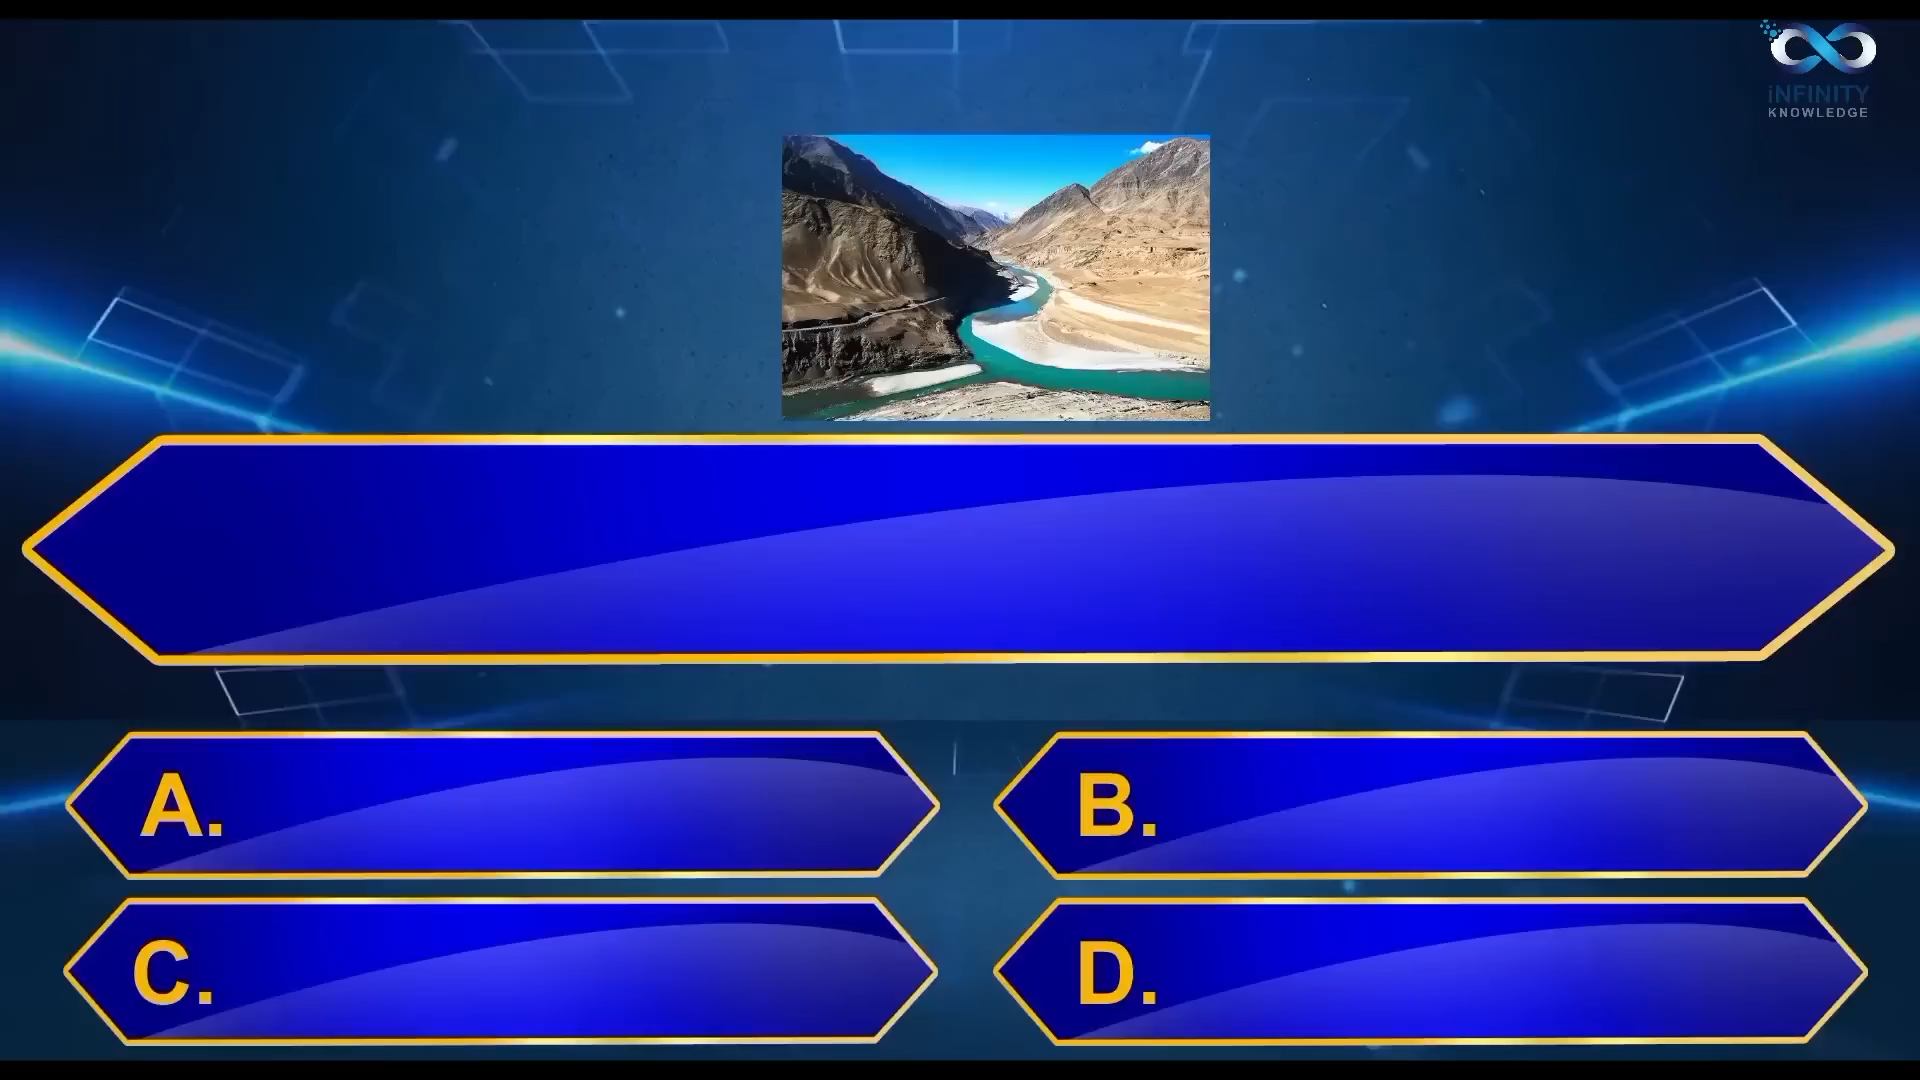 iNFINITY
KNOWLEDGE
A.
B.
C.
D.